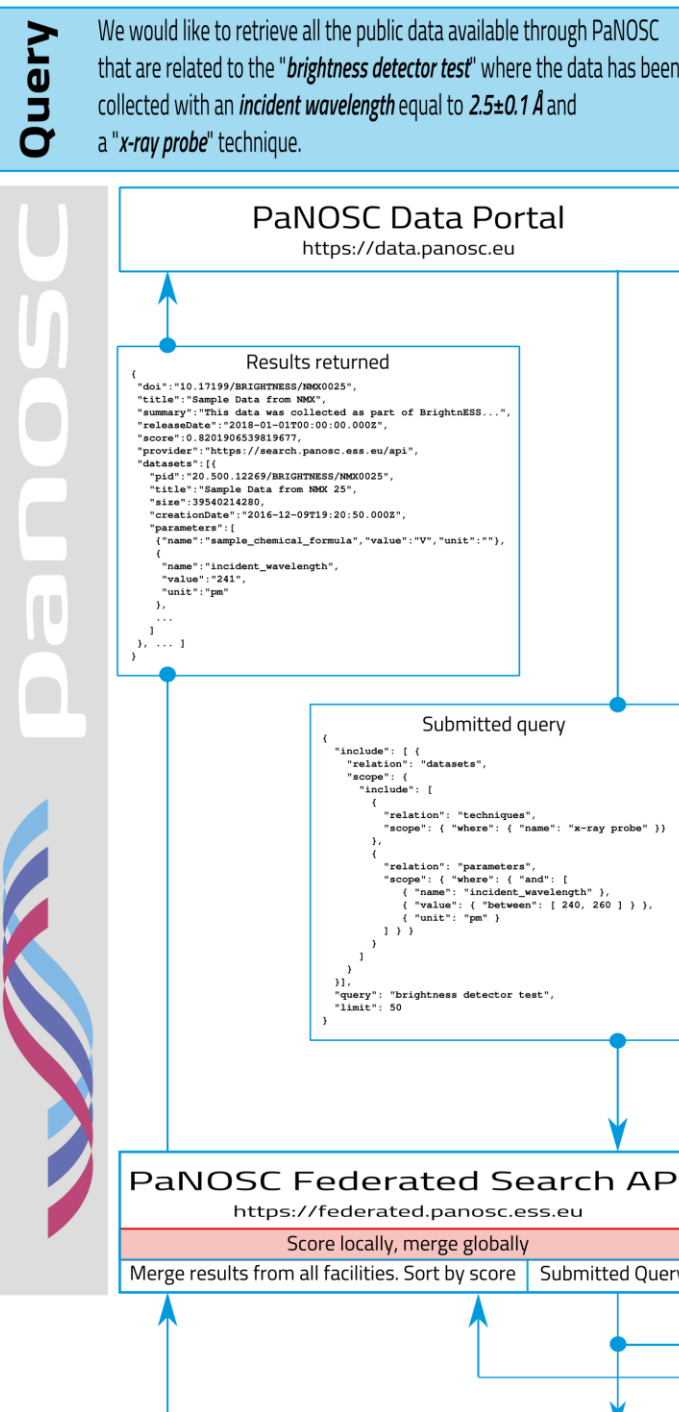 Query
We would like to retrieve all the public data available through PaNOSC
that are related to the "brightness detector test" where the data has been
collected with an incident wavelength equal to 2.5±0.1 Å and
a "x-ray probe" technique.
panosc
PaNOSC Data Portal
https://data.panosc.eu
Results returned
{
"doi":"10.17199/BRIGHTNESS/NMX0025",
"title":"Sample Data from NMX",
"summary":"This data was collected as part of BrightnESS...",
"releaseDate":"2018-01-01T00:00:00.000Z",
"score":0.8201906539819677,
"provider":"https://search.panosc.ess.eu/api",
"datasets":[{
"pid":"20.500.12269/BRIGHTNESS/NMX0025",
"title":"Sample Data from NMX 25",
"size":39540214280,
"creationDate":"2016-12-09T19:20:50.000Z",
"parameters":[
{"name":"sample_chemical_formula","value":"V","unit":""},
{
"name":"incident_wavelength",
"value":"241",
"unit":"pm"
},
...
]
}, ... ]
}
Submitted query
{
"include": [ {
"relation": "datasets",
"scope": {
"include": [
{
"relation": "techniques",
"scope": { "where": { "name": "x-ray probe" }}
},
{
"relation": "parameters",
"scope": { "where": { "and": [
{ "name": "incident_wavelength" },
{ "value": { "between": [ 240, 260 ] } },
{ "unit": "pm" }
] } }
}
]
}
}],
"query": "brightness detector test",
"limit": 50
}
PaNOSC Federated Search AP
https://federated.panosc.ess.eu
Score locally, merge globally
Merge results from all facilities. Sort by score
Submitted Query